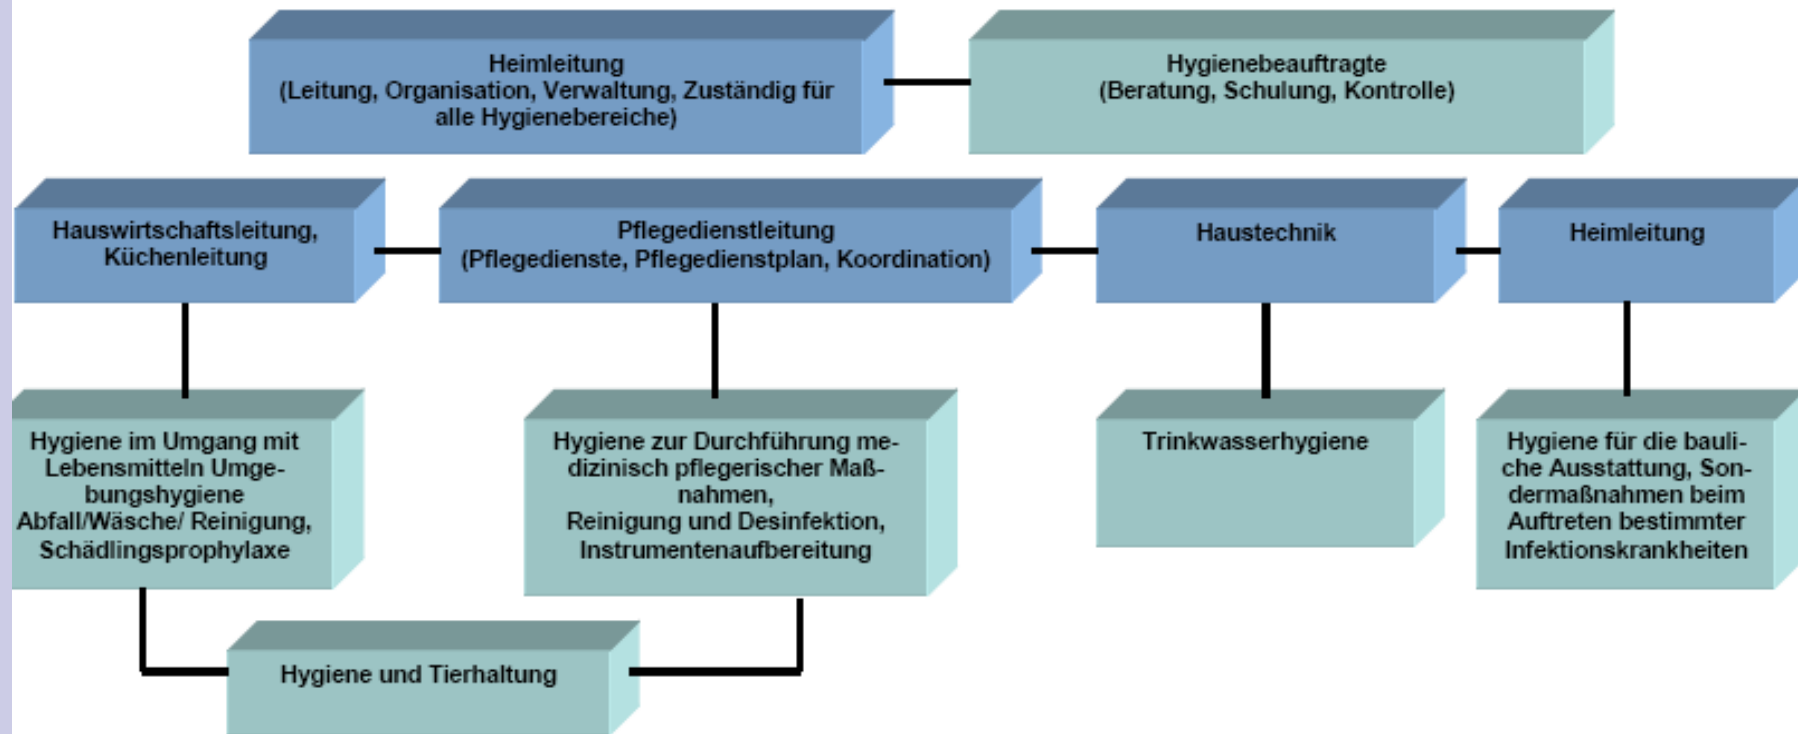 Heimleitung
(Leitung, Organisation, Verwaltung, Zuständig für
alle Hygienebereiche)
Hygienebeauftragte
(Beratung, Schulung, Kontrolle)
Hauswirtschaftsleitung,
Küchenleitung
Pflegedienstleitung
(Pflegedienste, Pflegedienstplan, Koordination)
Haustechnik
Heimleitung
Hygiene im Umgang mit
Lebensmitteln Umge-
bungshygiene
Abfall/Wäsche/ Reinigung,
Schädlingsprophylaxe
Hygiene zur Durchführung me-
dizinisch pflegerischer Maß-
nahmen,
Reinigung und Desinfektion,
Instrumentenaufbereitung
Trinkwasserhygiene
Hygiene für die bauli-
che Ausstattung, Son-
dermaßnahmen beim
Auftreten bestimmter
Infektionskrankheiten
Hygiene und Tierhaltung